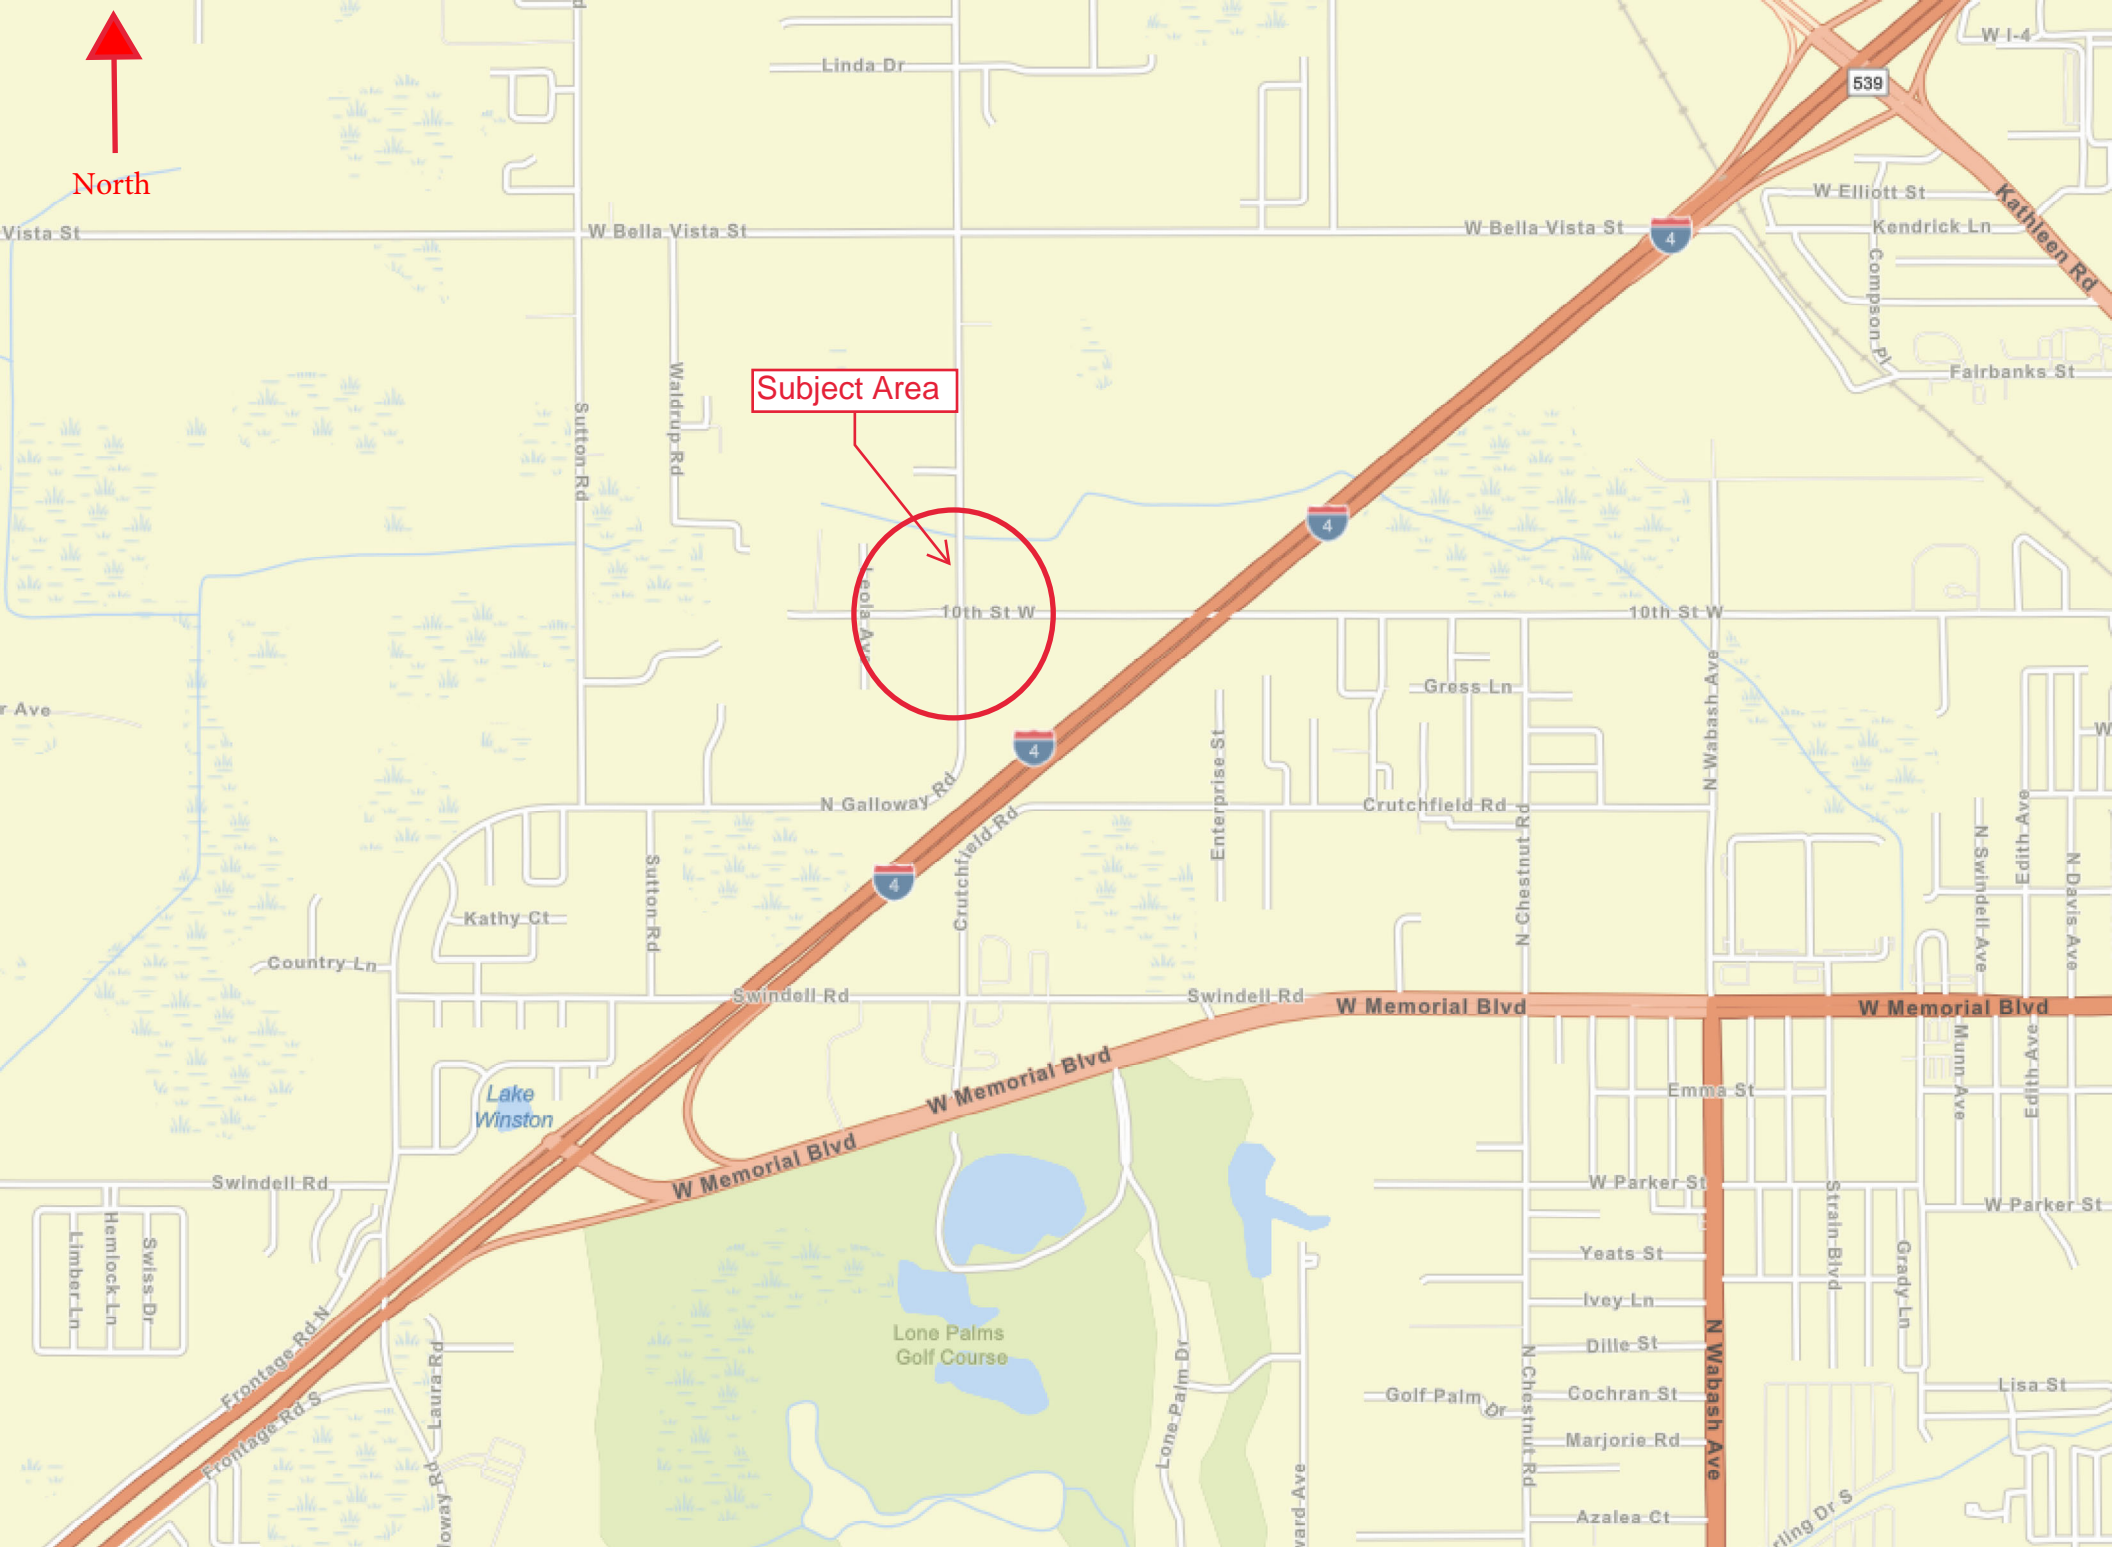 W I-4
Linda Dr
539
North
W Elliott St
Kathleen Rd
Vista St
W Bella Vista St
W Bella Vista St
4
Kendrick Ln
Compson Pl
Fairbanks St
Subject Area
Waldrup Rd
Sutton Rd
4
Leola Ave
10th St W
10th St W
r Ave
Gress Ln
N Wabash Ave
4
Enterprise St
N Galloway Rd
Crutchfield Rd
Crutchfield Rd
N Chestnut Rd
Edith Ave
N Swindell Ave
N Davis Ave
W
4
Sutton Rd
Kathy Ct
Country Ln
Swindell Rd
Swindell Rd
W Memorial Blvd
W Memorial Blvd
W Memorial Blvd
W Memorial Blvd
Lake
Winston
Emma St
Munn Ave
Edith Ave
Swindell Rd
W Parker St
W Parker St
Limber Ln
Hemlock Ln
Swiss Dr
Strain Blvd
Grady Ln
Yeats St
Ivey Ln
Dille St
Frontage Rd N
Frontage Rd S
Laura Rd
Lone Palms
Golf Course
Lone Palm Dr
Golf Palm Dr
N Chestnut Rd
Cochran St
N Wabash Ave
Lisa St
Marjorie Rd
Azalea Ct
loway Rd
vard Ave
rling Dr S